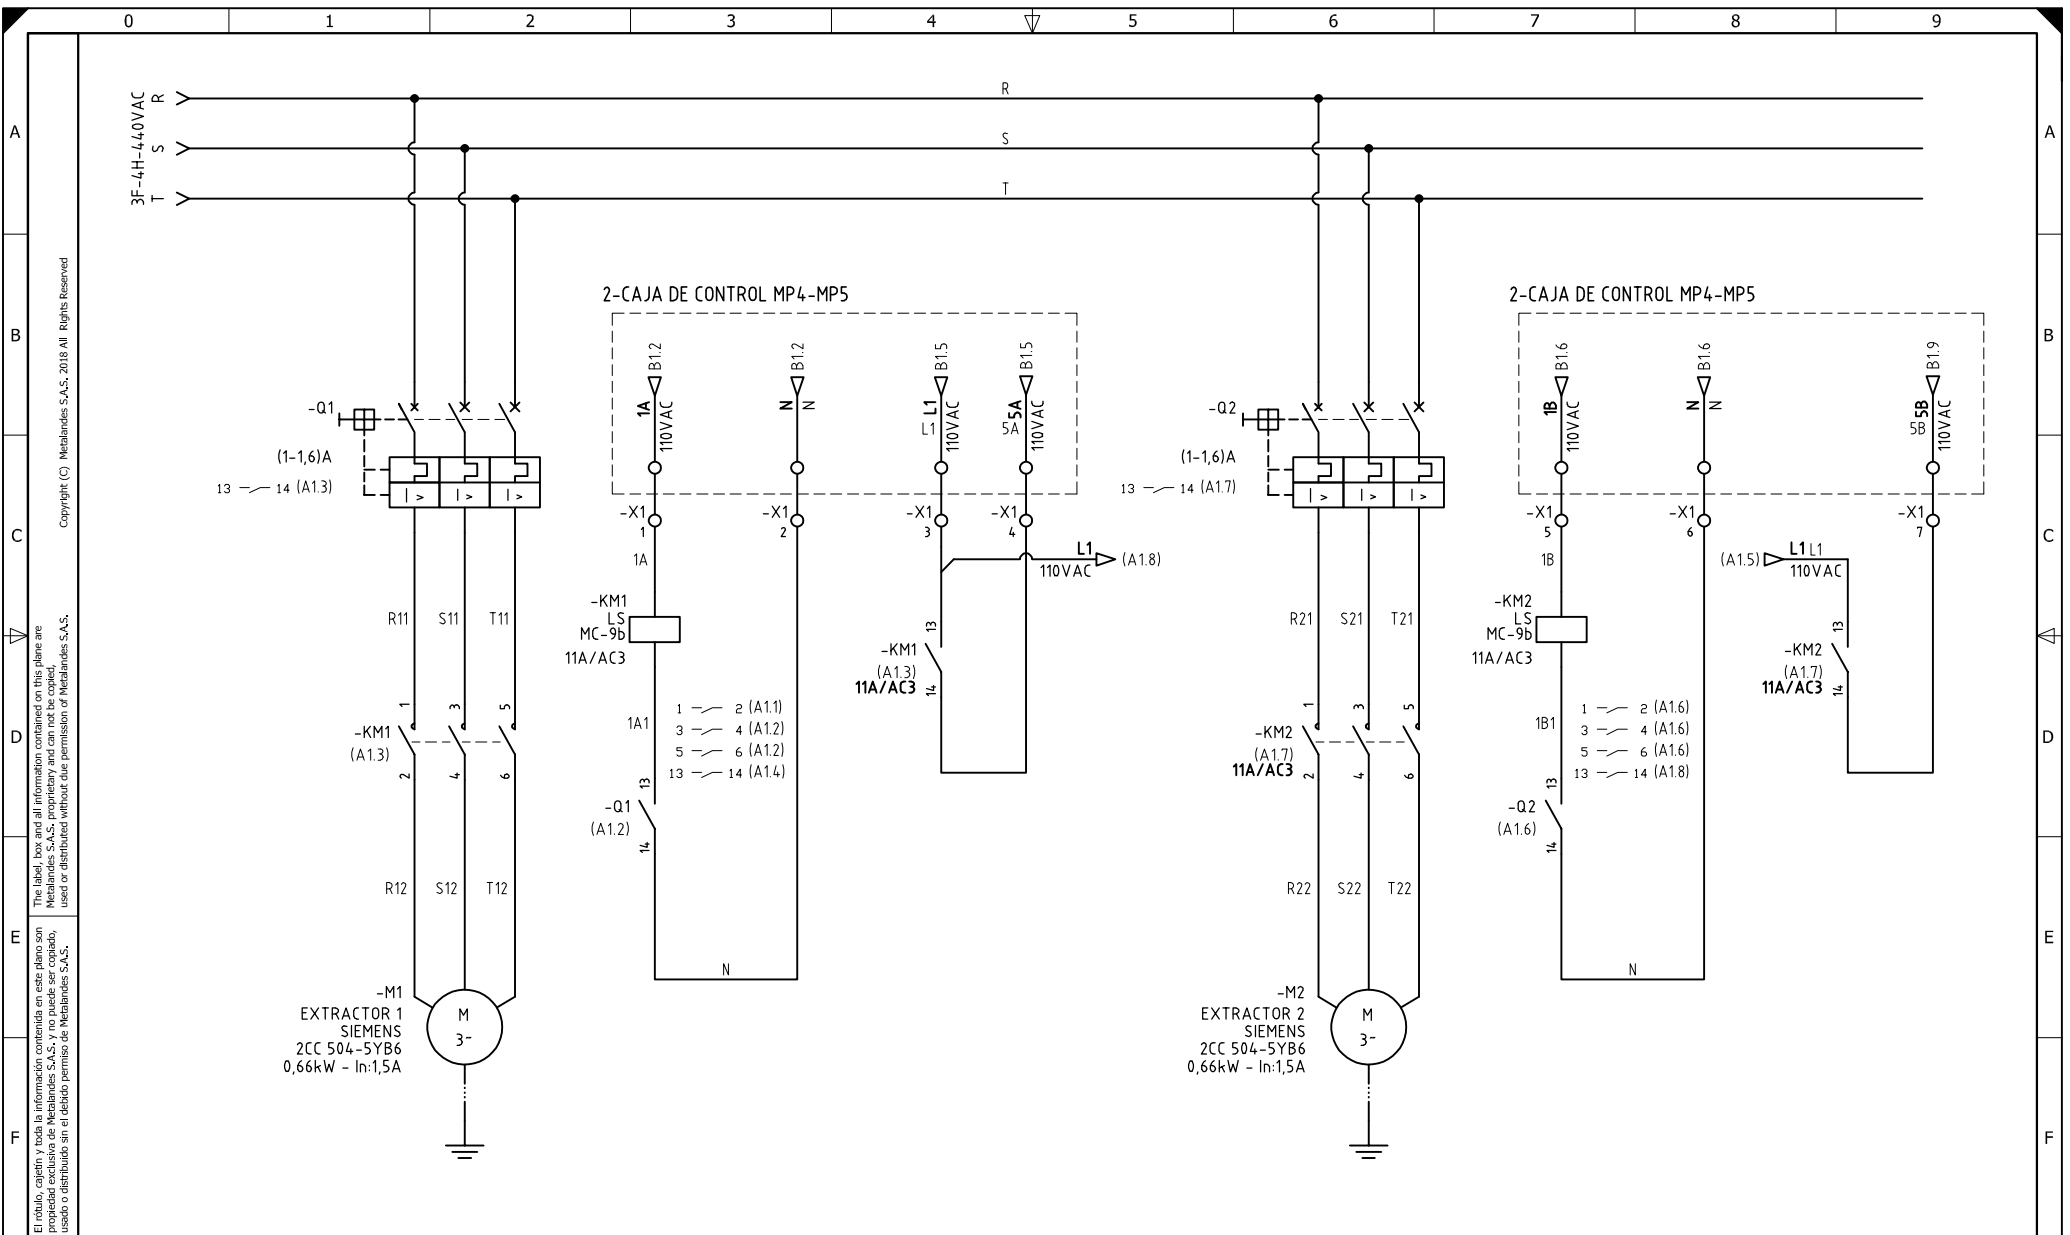 0 1 2 3 4 5 6 7 8 9
A
B
C
D
E
F
A
B
C
D
E
F
Copyright (C) Metalandes S.A.S. 2018 All Rights Reserved
The label, box and all information contained on this plane are
Metalandes S.A.S. proprietary and can not be copied,
used or distributed without due permission of Metalandes S.A.S.
El rótulo, cajetín y toda la información contenida en este plano son
propiedad exclusiva de Metalandes S.A.S. y no puede ser copiado,
usado o distribuido sin el debido permiso de Metalandes S.A.S.
3F-4H-440VAC
R
S
T
R
S
T
-Q1
(1-1,6)A
13 14 (A1.3)
I > I > I >
R11 S11 T11
1 3 5
-KM1
(A1.3)
2 4 6
R12 S12 T12
-M1
EXTRACTOR 1
SIEMENS
2CC 504-5YB6
0,66kW - In:1,5A
M
3~
2-CAJA DE CONTROL MP4-MP5
B1.2 B1.2 B1.5 B1.5
1A
110VAC
N
N
L1
L1
110VAC
5A
5A
110VAC
-X1 -X1 -X1 -X1
1 2 3 4
1A
L1
110VAC
(A1.8)
-KM1
LS
MC-9b
11A/AC3
13
-KM1
(A1.3)
11A/AC3
14
1A1
1 2 (A1.1)
3 4 (A1.2)
5 6 (A1.2)
13 14 (A1.4)
13
-Q1
(A1.2)
14
N
-Q2
(1-1,6)A
13 14 (A1.7)
I > I > I >
R21 S21 T21
1 3 5
-KM2
(A1.7)
11A/AC3
2 4 6
R22 S22 T22
-M2
EXTRACTOR 2
SIEMENS
2CC 504-5YB6
0,66kW - In:1,5A
M
3~
2-CAJA DE CONTROL MP4-MP5
B1.6 B1.6 B1.9
1B
110VAC
N
N
5B
5B
110VAC
-X1 -X1 -X1
5 6 7
1B
(A1.5)
L1 L1
110VAC
-KM2
LS
MC-9b
11A/AC3
13
-KM2
(A1.7)
11A/AC3
14
1B1
1 2 (A1.6)
3 4 (A1.6)
5 6 (A1.6)
13 14 (A1.8)
13
-Q2
(A1.6)
14
N